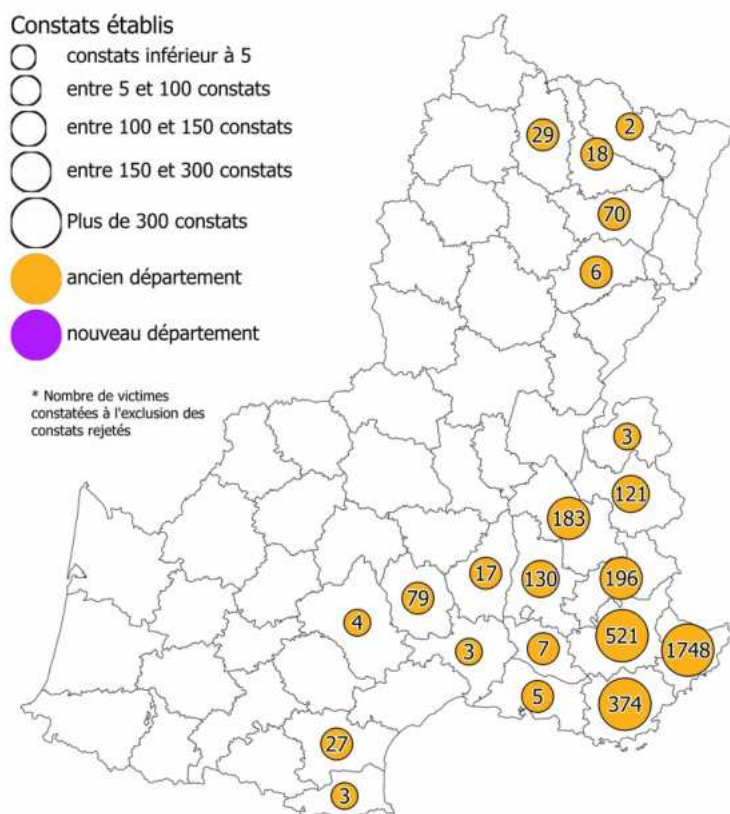 Constats établis
constats inférieur à 5
entre 5 et 100 constats
entre 100 et 150 constats
entre 150 et 300 constats
Plus de 300 constats
ancien département
nouveau département
* Nombre de victimes
constatées à l'exclusion des
constats rejetés
29
2
18
70
6
3
121
183
17
130
196
79
4
521
1748
3
7
5
374
27
3